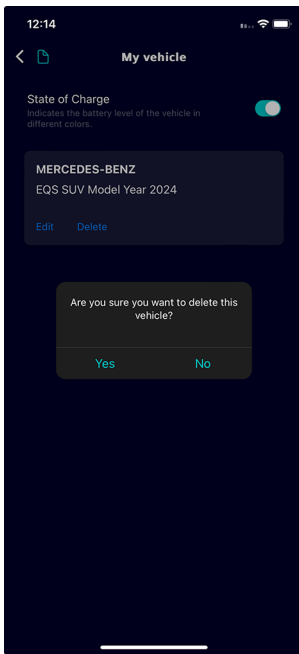 12:14
My vehicle
State of Charge
Indicates the battery level of the vehicle in
different colors.
MERCEDES-BENZ
EQS SUV Model Year 2024
Edit Delete
Are you sure you want to delete this
vehicle?
Yes No